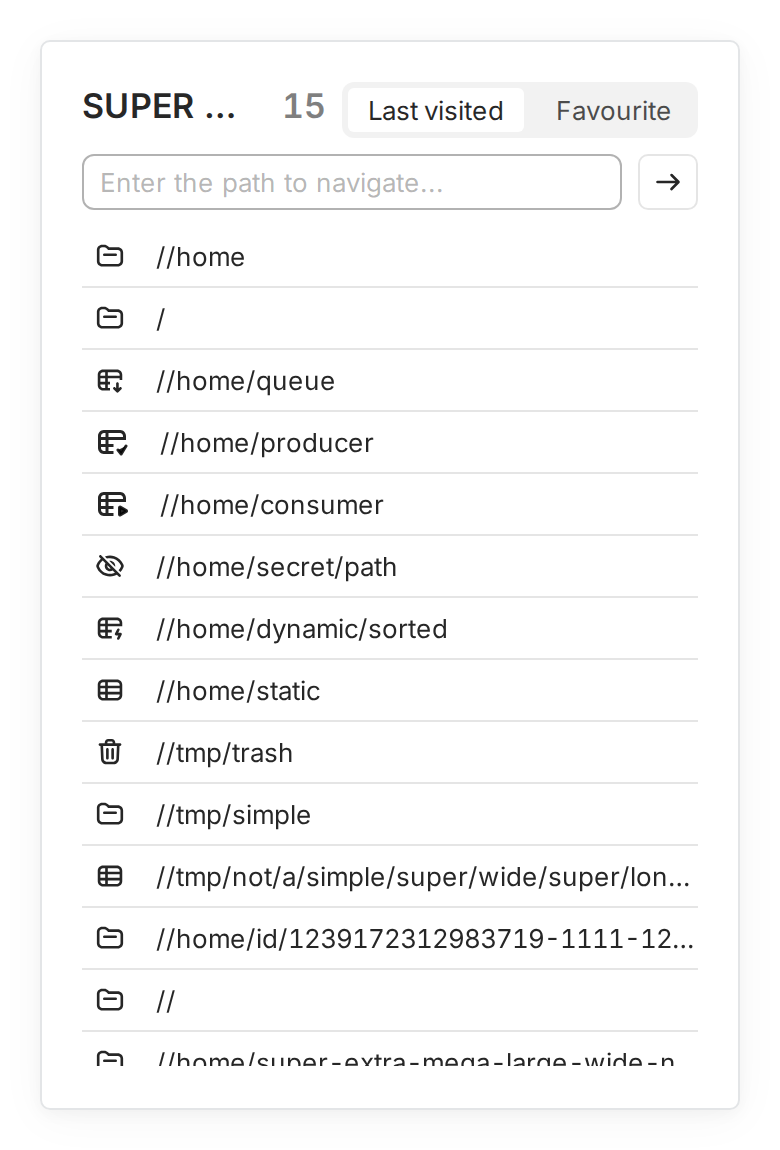 SUPER ... 15 Last visited Favourite
Enter the path to navigate...
//home
/
//home/queue
//home/producer
//home/consumer
//home/secret/path
//home/dynamic/sorted
//home/static
//tmp/trash
//tmp/simple
//tmp/not/a/simple/super/wide/super/lon...
//home/id/1239172312983719-1111-12...
//
//home/super-extra-mega-large-wide-n